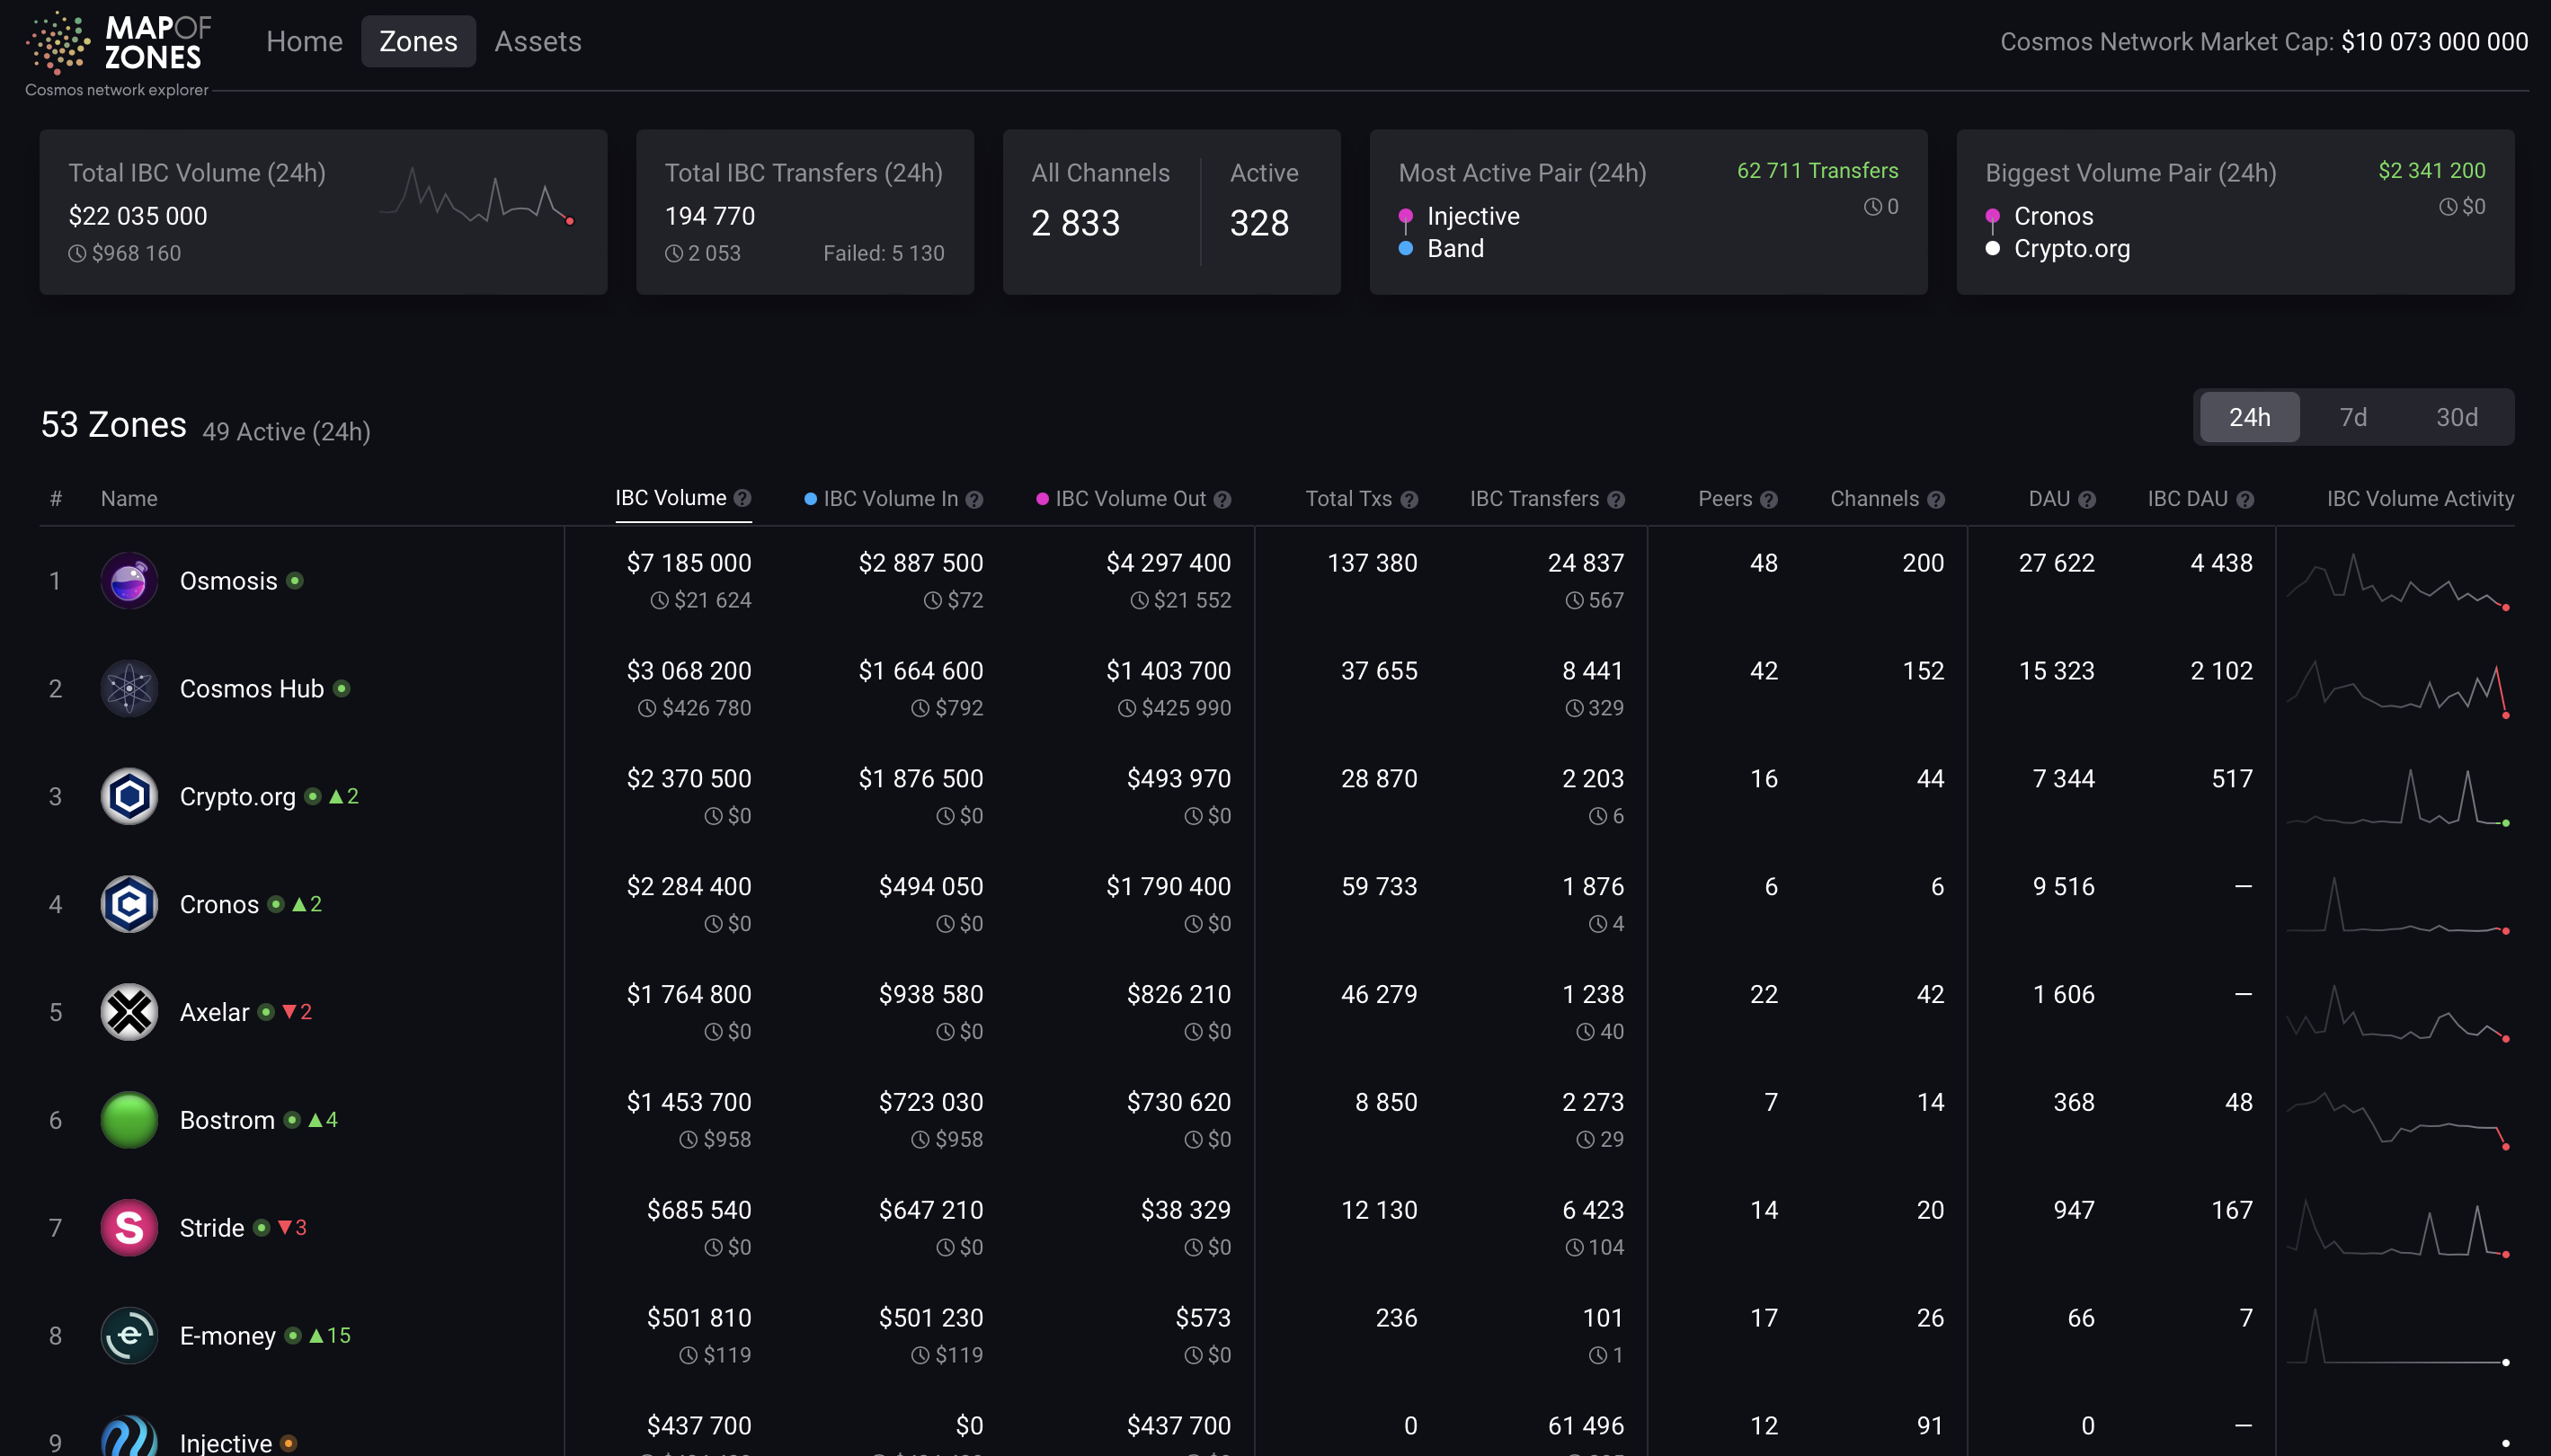 MAPOF
ZONES
Cosmos network explorer
Home Zones Assets
Cosmos Network Market Cap: $10 073 000 000
Total IBC Volume (24h)
$22 035 000
$968 160
Total IBC Transfers (24h)
194 770
2 053 Failed: 5 130
All Channels
2 833
Active
328
Most Active Pair (24h) 62 711 Transfers
0
Injective
Band
Biggest Volume Pair (24h) $2 341 200
$0
Cronos
Crypto.org
53 Zones 49 Active (24h)
24h 7d 30d
# Name IBC Volume ? IBC Volume In ? IBC Volume Out ? Total Txs ? IBC Transfers ? Peers ? Channels ? DAU ? IBC DAU ? IBC Volume Activity
1 Osmosis $7 185 000 $2 887 500 $4 297 400 137 380 24 837 48 200 27 622 4 438
$21 624 $72 $21 552 567
2 Cosmos Hub $3 068 200 $1 664 600 $1 403 700 37 655 8 441 42 152 15 323 2 102
$426 780 $792 $425 990 329
3 Crypto.org ▲2 $2 370 500 $1 876 500 $493 970 28 870 2 203 16 44 7 344 517
$0 $0 $0 6
4 Cronos ▲2 $2 284 400 $494 050 $1 790 400 59 733 1 876 6 6 9 516 –
$0 $0 $0 4
5 Axelar ▼2 $1 764 800 $938 580 $826 210 46 279 1 238 22 42 1 606 –
$0 $0 $0 40
6 Bostrom ▲4 $1 453 700 $723 030 $730 620 8 850 2 273 7 14 368 48
$958 $958 $0 29
7 S Stride ▼3 $685 540 $647 210 $38 329 12 130 6 423 14 20 947 167
$0 $0 $0 104
8 e E-money ▲15 $501 810 $501 230 $573 236 101 17 26 66 7
$119 $119 $0 1
9 Injective $437 700 $0 $437 700 0 61 496 12 91 0 –